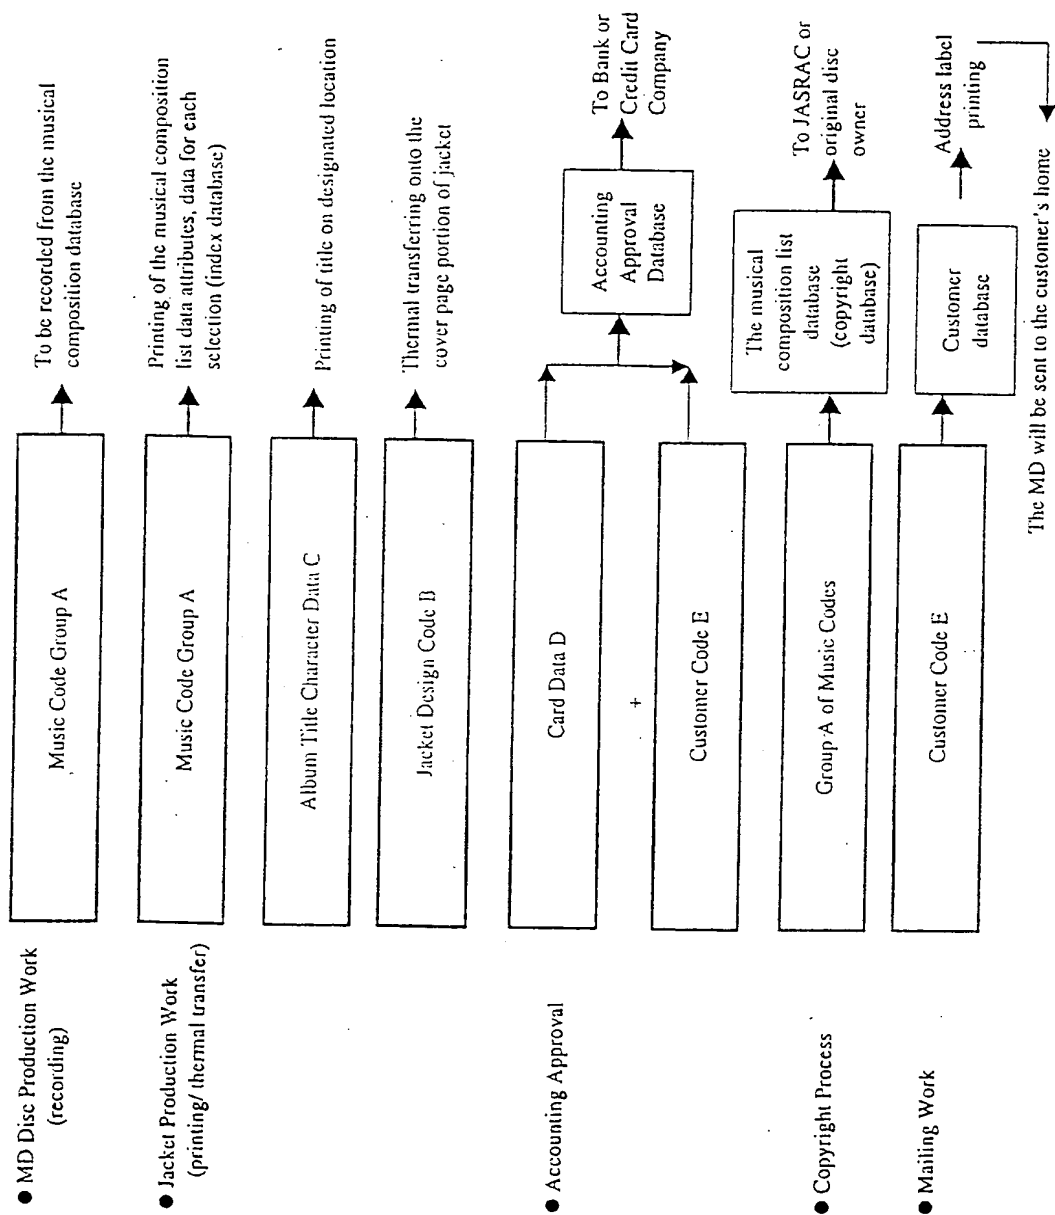 ● MD Disc Production Work
(recording)
Music Code Group A
To be recorded from the musical
composition database
● Jacket Production Work
(printing/ thermal transfer)
Music Code Group A
Printing of the musical composition
list data attributes, data for each
selection (index database)
Album Title Character Data C
Printing of title on designated location
Jacket Design Code B
Thermal transferring onto the
cover page portion of jacket
● Accounting Approval
Card Data D
+
Customer Code E
Accounting
Approval
Database
To Bank or
Credit Card
Company
● Copyright Process
Group A of Music Codes
The musical
composition list
database
(copyright
database)
To JASRAC or
original disc
owner
● Mailing Work
Customer Code E
Customer
database
Address label
printing
The MD will be sent to the customer's home